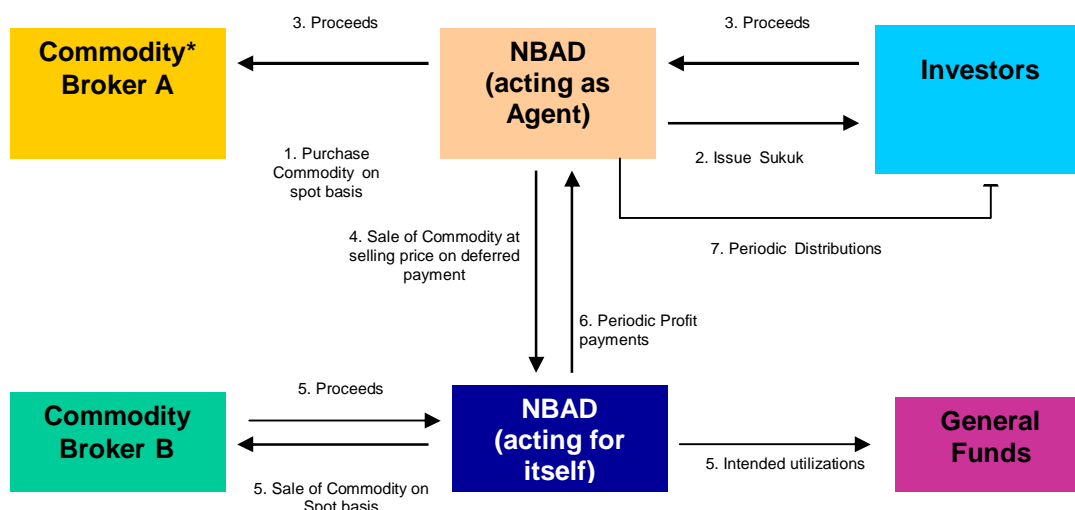 3. Proceeds
3. Proceeds
Commodity*
Broker A
NBAD
(acting as
Agent)
Investors
1. Purchase
Commodity on
spot basis
2. Issue Sukuk
4. Sale of Commodity at
selling price on deferred
payment
7. Periodic Distributions
6. Periodic Profit
payments
5. Proceeds
Commodity
Broker B
NBAD
(acting for
itself)
General
Funds
5. Intended utilizations
5. Sale of Commodity on
Spot basis